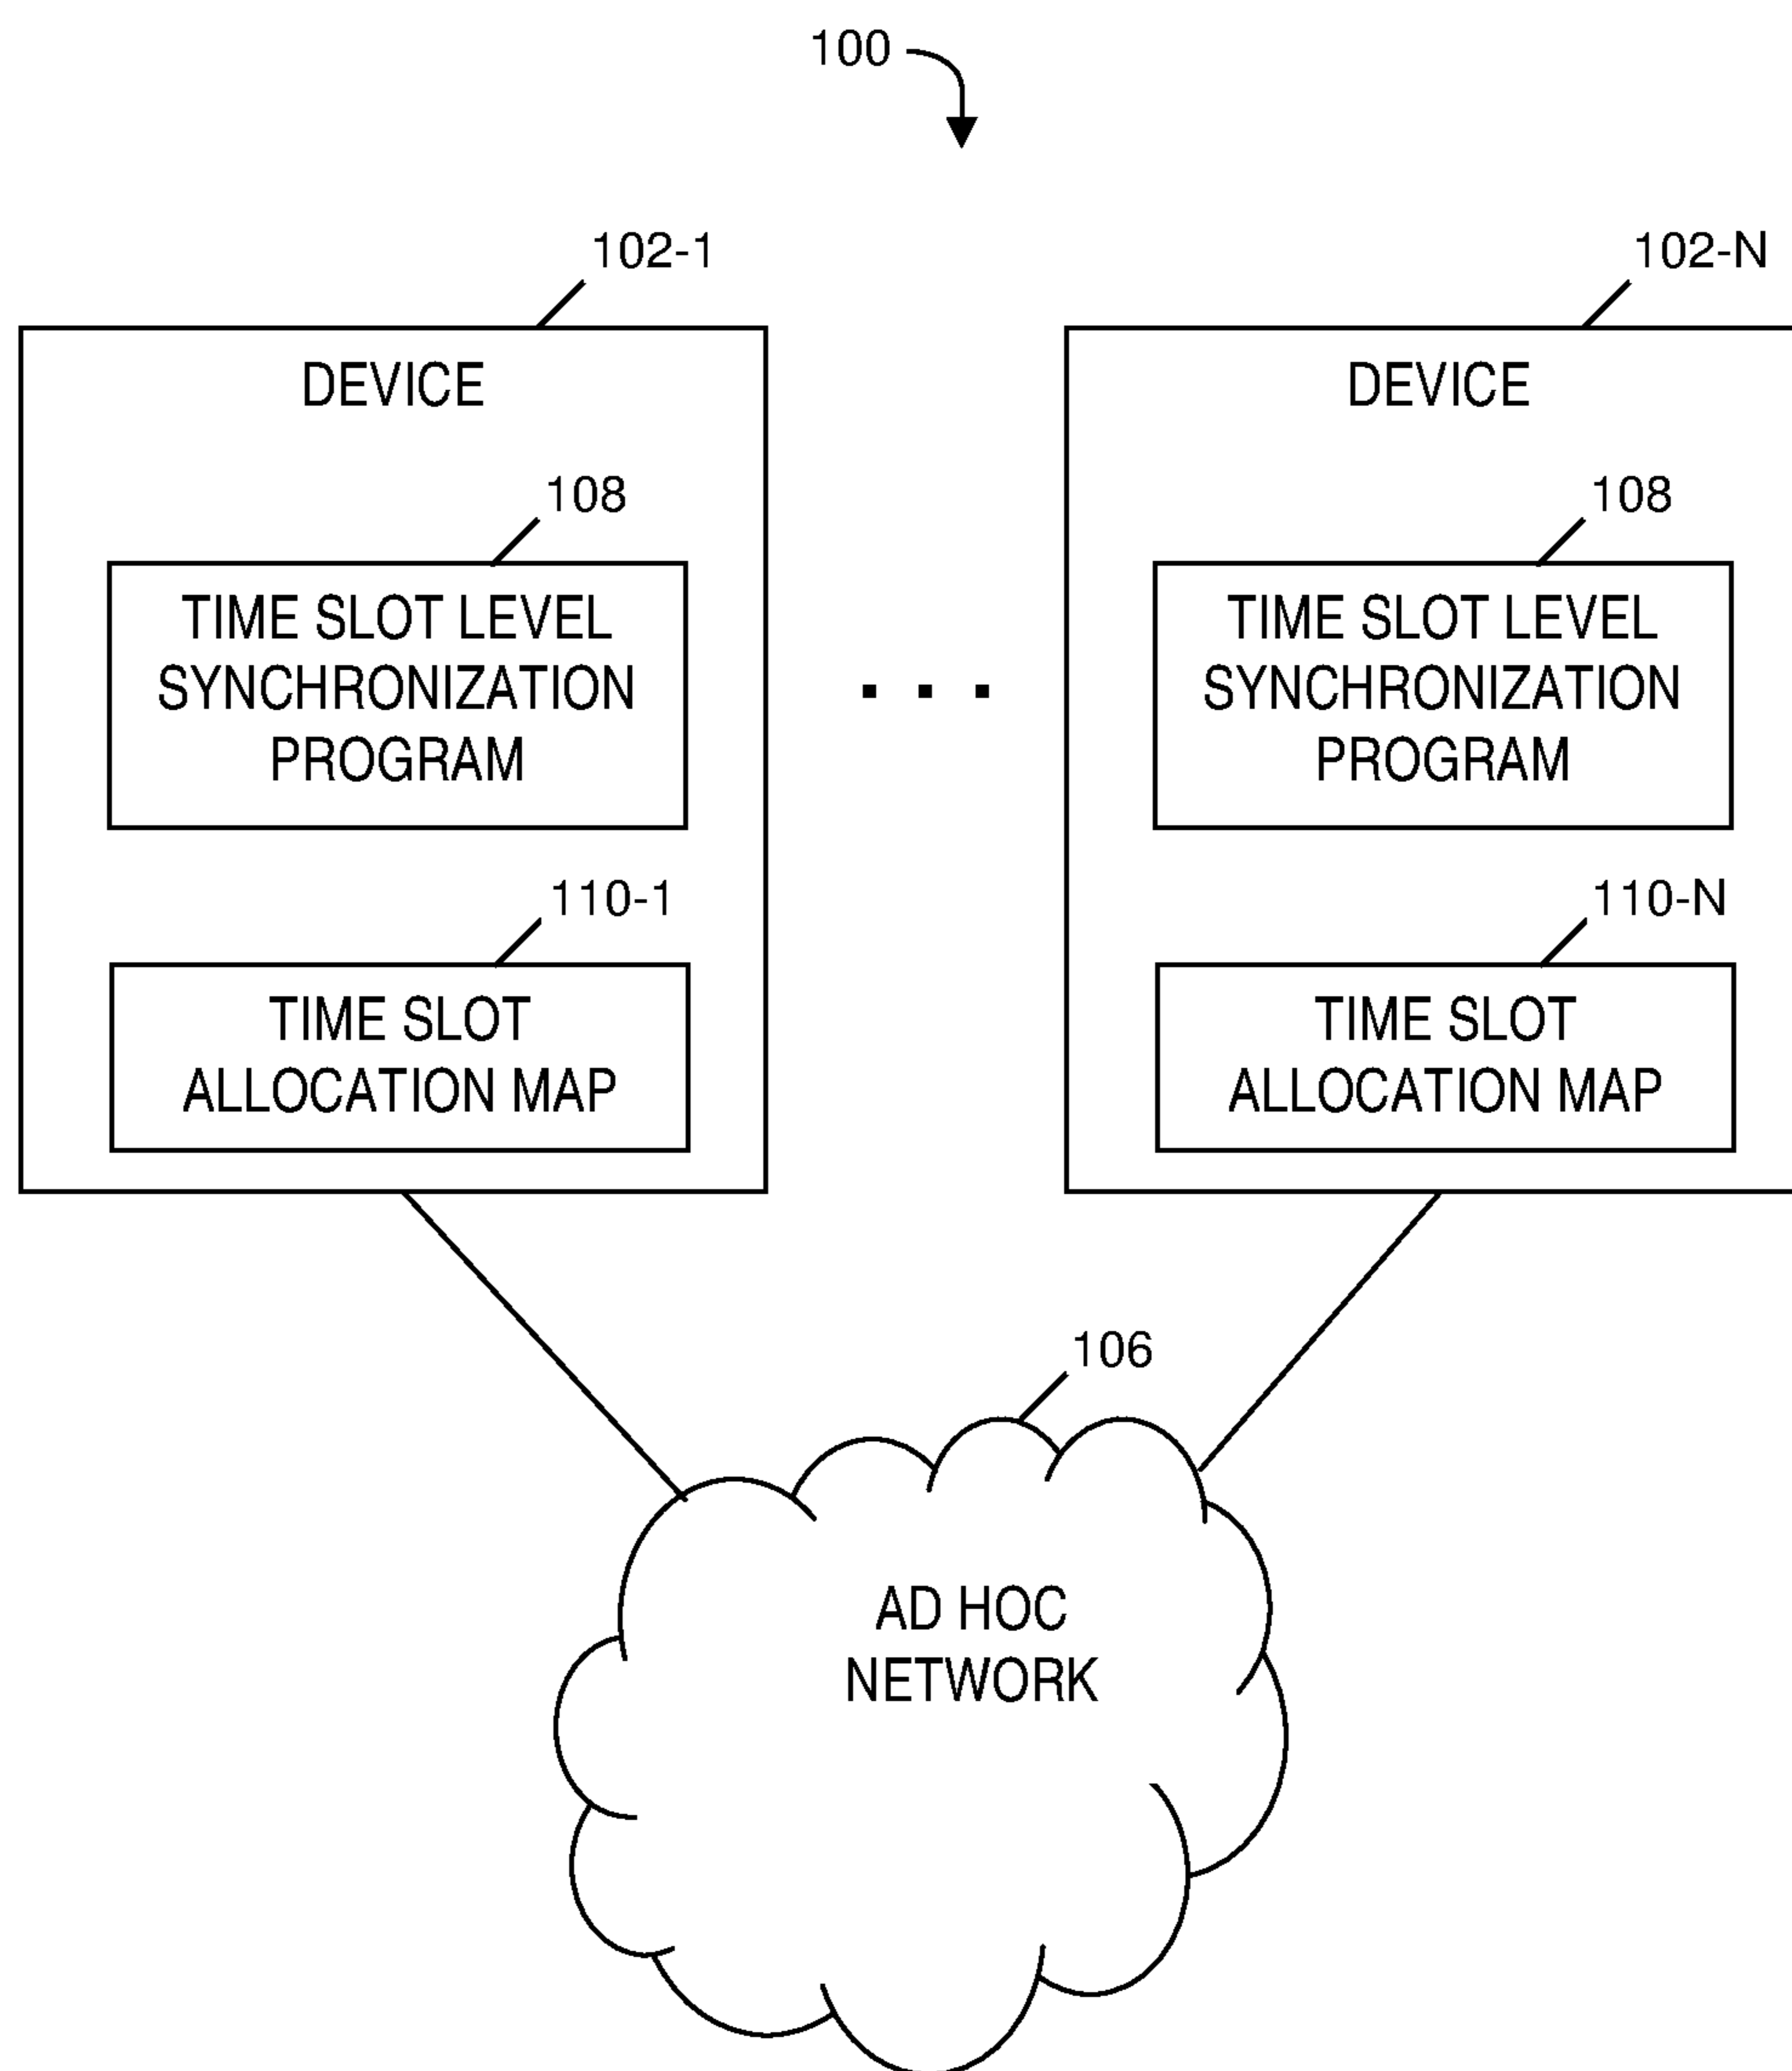 100
102-1
102-N
DEVICE
DEVICE
108
108
TIME SLOT LEVEL
SYNCHRONIZATION
PROGRAM
TIME SLOT LEVEL
SYNCHRONIZATION
PROGRAM
110-1
110-N
TIME SLOT
ALLOCATION MAP
TIME SLOT
ALLOCATION MAP
106
AD HOC
NETWORK